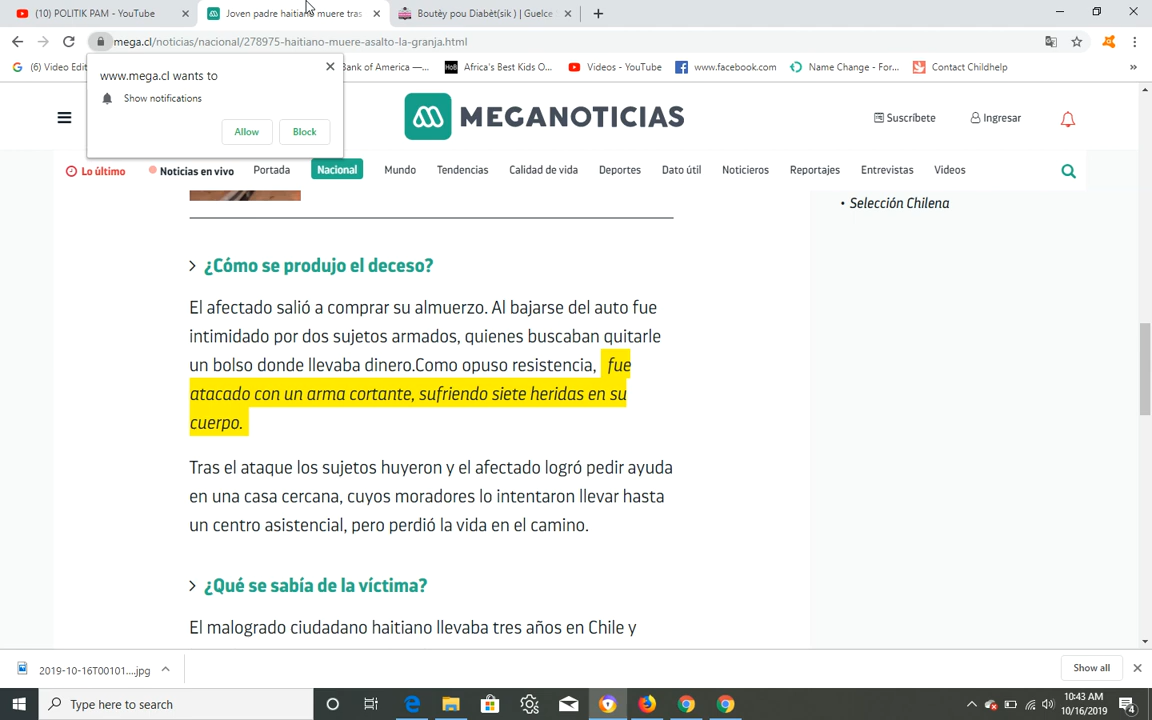 (10) POLITIK PAM - YouTube
Joven padre haitiano muere tras
Boutèy pou Diabèt(sik ) | Guelce
mega.cl/noticias/nacional/278975-haitiano-muere-asalto-la-granja.html
(6) Video Edit
Bank of America —...
HoB
Africa's Best Kids O...
Videos - YouTube
www.facebook.com
Name Change - For...
Contact Childhelp
»
www.mega.cl wants to
Show notifications
Allow
Block
MEGANOTICIAS
Suscríbete
Ingresar
Lo último
Noticias en vivo
Portada
Nacional
Mundo
Tendencias
Calidad de vida
Deportes
Dato útil
Noticieros
Reportajes
Entrevistas
Videos
• Selección Chilena
¿Cómo se produjo el deceso?
El afectado salió a comprar su almuerzo. Al bajarse del auto fue
intimidado por dos sujetos armados, quienes buscaban quitarle
un bolso donde llevaba dinero.Como opuso resistencia, fue
atacado con un arma cortante, sufriendo siete heridas en su
cuerpo.
Tras el ataque los sujetos huyeron y el afectado logró pedir ayuda
en una casa cercana, cuyos moradores lo intentaron llevar hasta
un centro asistencial, pero perdió la vida en el camino.
¿Qué se sabía de la víctima?
El malogrado ciudadano haitiano llevaba tres años en Chile y
2019-10-16T00101....jpg
Show all
Type here to search
10:43 AM
10/16/2019
4